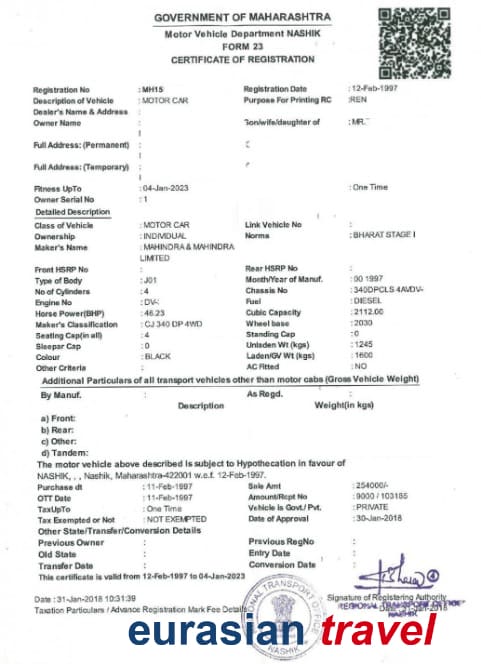 GOVERNMENT OF MAHARASHTRA
Motor Vehicle Department NASHIK
FORM 23
CERTIFICATE OF REGISTRATION
Registration No : MH15 Registration Date : 12-Feb-1997
Description of Vehicle : MOTOR CAR Purpose For Printing RC :REN
Dealer's Name & Address :
Owner Name : Son/wife/daughter of : MR.
Full Address: (Permanent) :
Full Address: (Temporary) :
Fitness UpTo : 04-Jan-2023 : One Time
Owner Serial No : 1
Detailed Description
Class of Vehicle : MOTOR CAR Link Vehicle No :
Ownership : INDIVIDUAL Norms : BHARAT STAGE I
Maker's Name : MAHINDRA & MAHINDRA
LIMITED
Front HSRP No : Rear HSRP No :
Type of Body : J01 Month/Year of Manuf. : 00 1997
No of Cylinders : 4 Chassis No : 340DPCLS 4AVDV-
Engine No : DV- Fuel : DIESEL
Horse Power(BHP) : 46.23 Cubic Capacity : 2112.00
Maker's Classification : CJ 340 DP 4WD Wheel base : 2030
Seating Cap(in all) : 4 Standing Cap : 0
Sleepar Cap : 0 Unladen Wt (kgs) : 1245
Colour : BLACK Laden/GV Wt (kgs) : 1600
Other Criteria : AC Fitted : NO
Additional Particulars of all transport vehicles other than motor cabs (Gross Vehicle Weight)
By Manuf. : As Regd. :
Description Weight(in kgs)
a) Front:
b) Rear:
c) Other:
d) Tandem:
The motor vehicle above described is subject to Hypothecation in favour of
NASHIK, , , Nashik, Maharashtra-422001 w.e.f. 12-Feb-1997.
Purchase dt : 11-Feb-1997 Sale Amt : 254000/-
OTT Date : 11-Feb-1997 Amount/Rcpt No : 9000 / 103185
TaxUpTo : One Time Vehicle is Govt./ Pvt. : PRIVATE
Tax Exempted or Not : NOT EXEMPTED Date of Approval : 30-Jan-2018
Other State/Transfer/Conversion Details
Previous Owner : Previous RegNo :
Old State : Entry Date :
Transfer Date : Conversion Date :
This certificate is valid from 12-Feb-1997 to 04-Jan-2023
Date : 31-Jan-2018 10:31:39 Signature of Registering Authority
Taxation Particulars / Advance Registration Mark Fee Details
REGIONAL TRANSPORT OFFICE
NASHIK
eurasian travel